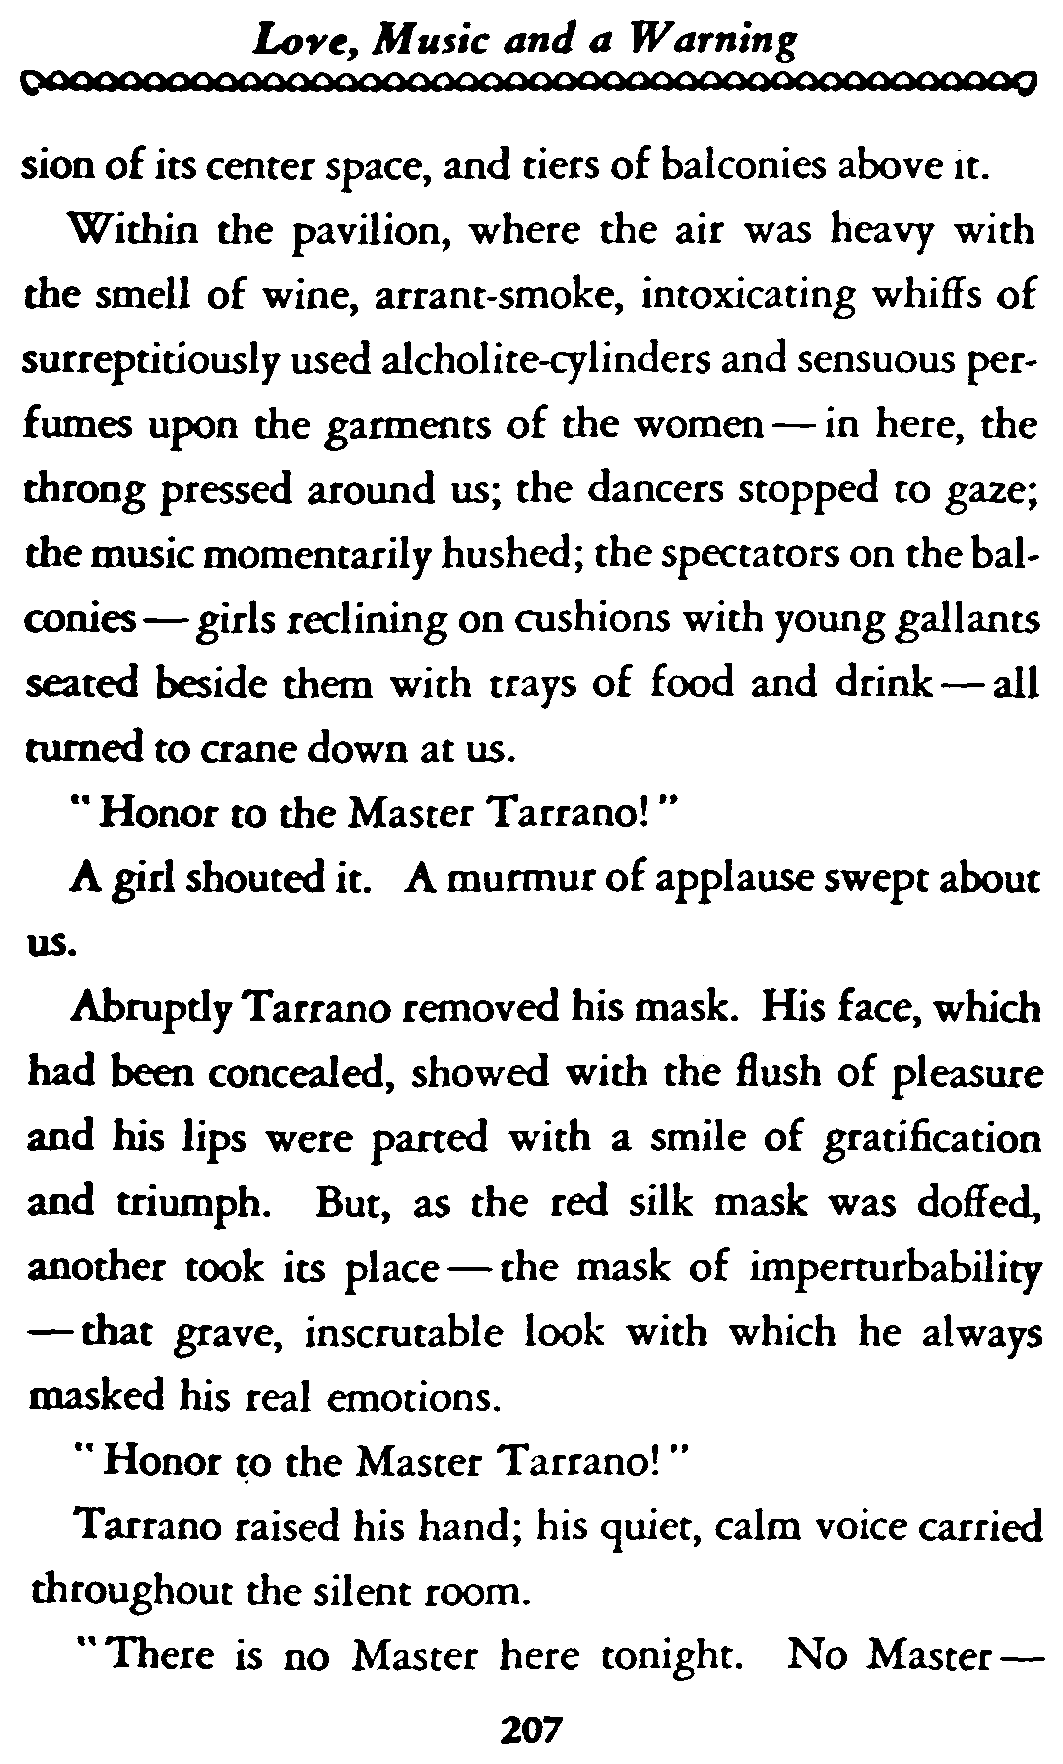 Love, Music and a Warning
sion of its center space, and tiers of balconies above it.
Within the pavilion, where the air was heavy with
the smell of wine, arrant-smoke, intoxicating whiffs of
surreptitiously used alcholite-cylinders and sensuous per-
fumes upon the garments of the women — in here, the
throng pressed around us; the dancers stopped to gaze;
the music momentarily hushed; the spectators on the bal-
conies — girls reclining on cushions with young gallants
seated beside them with trays of food and drink — all
turned to crane down at us.
" Honor to the Master Tarrano! "
A girl shouted it. A murmur of applause swept about
us.
Abruptly Tarrano removed his mask. His face, which
had been concealed, showed with the flush of pleasure
and his lips were parted with a smile of gratification
and triumph. But, as the red silk mask was doffed,
another took its place — the mask of imperturbability
— that grave, inscrutable look with which he always
masked his real emotions.
" Honor to the Master Tarrano! "
Tarrano raised his hand; his quiet, calm voice carried
throughout the silent room.
"There is no Master here tonight. No Master —
207